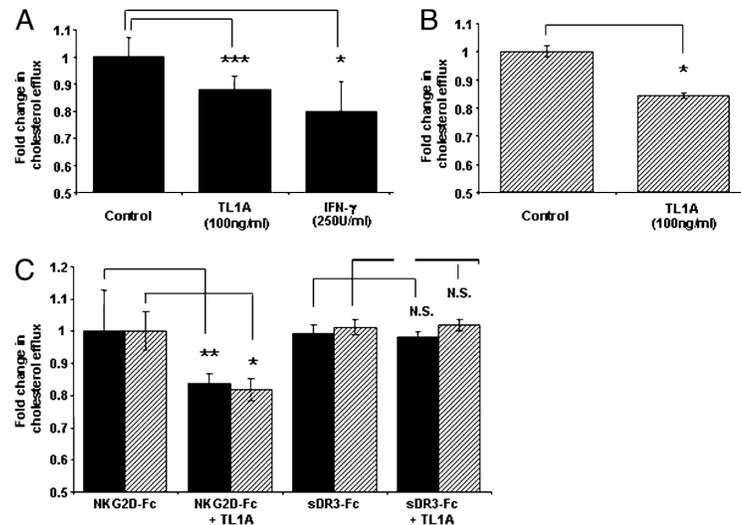 A
Fold change in
cholesterol efflux
1.1
1
0.9
0.8
0.7
0.6
0.5
***
*
Control
TL1A
(100ng/ml)
IFN-γ
(250U/ml)
B
Fold change in
cholesterol efflux
1.1
1
0.9
0.8
0.7
0.6
0.5
*
Control
TL1A
(100ng/ml)
C
Fold change in
cholesterol efflux
1.2
1.1
1
0.9
0.8
0.7
0.6
0.5
**
*
N.S.
N.S.
NKG2D-Fc
NKG2D-Fc
+ TL1A
sDR3-Fc
sDR3-Fc
+ TL1A